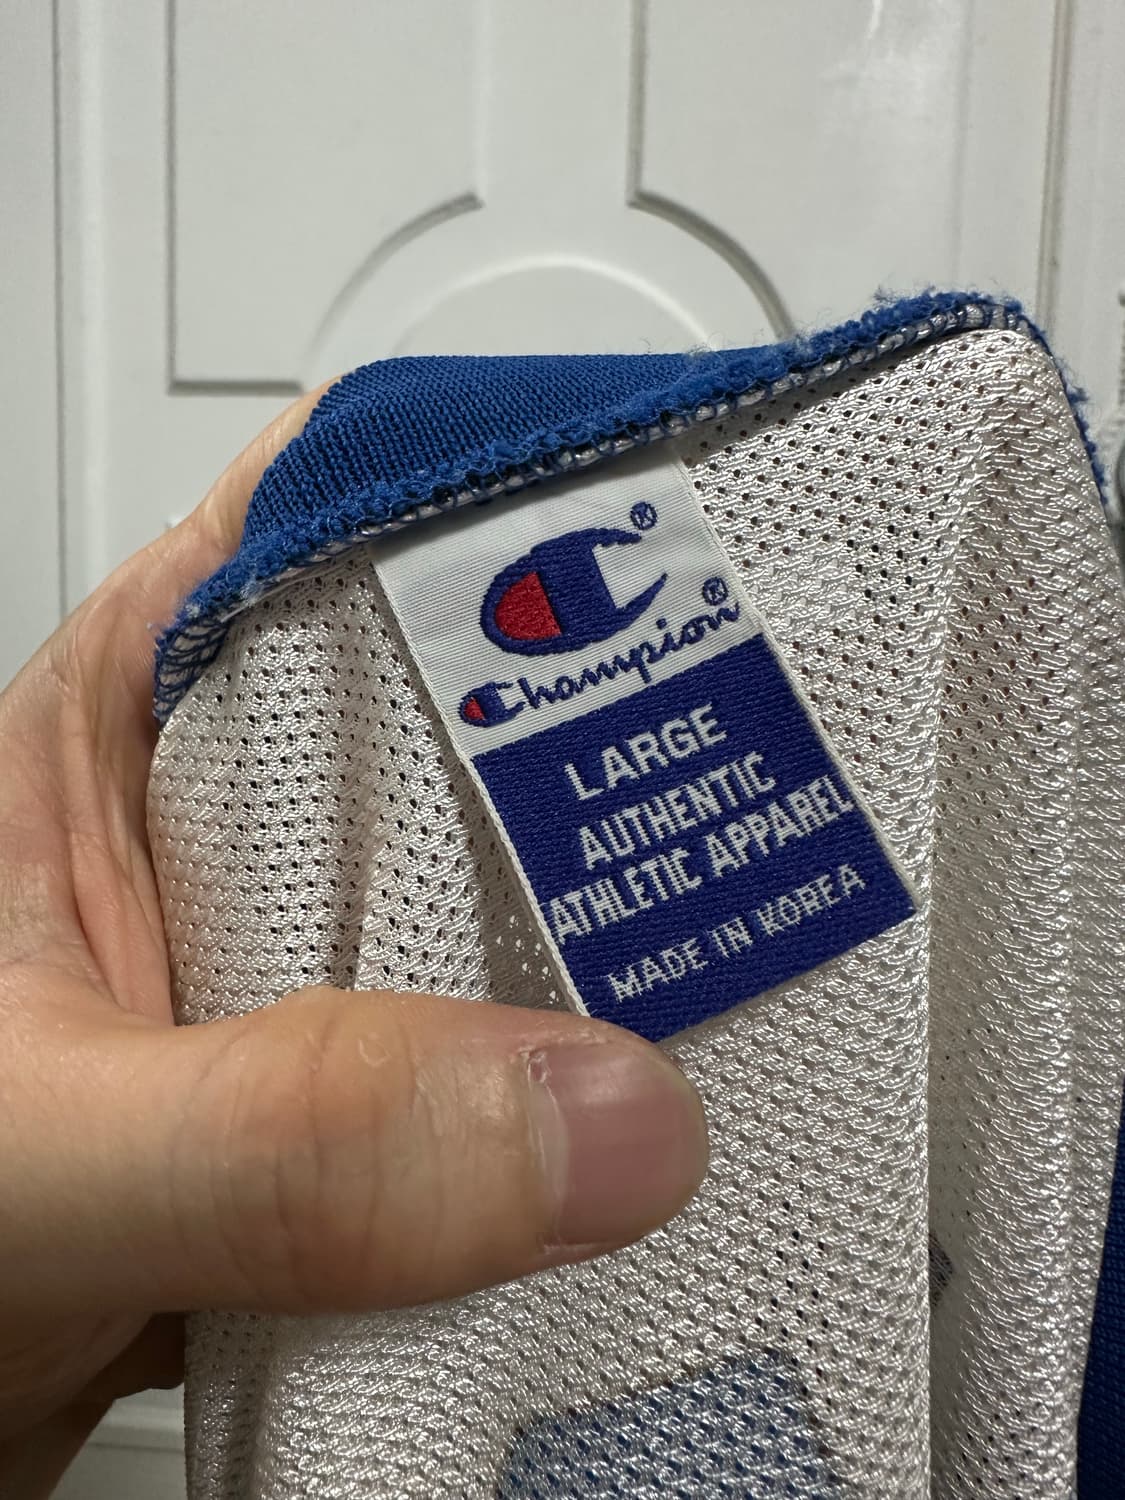 ®
Champion®
LARGE
AUTHENTIC
ATHLETIC APPAREL
MADE IN KOREA